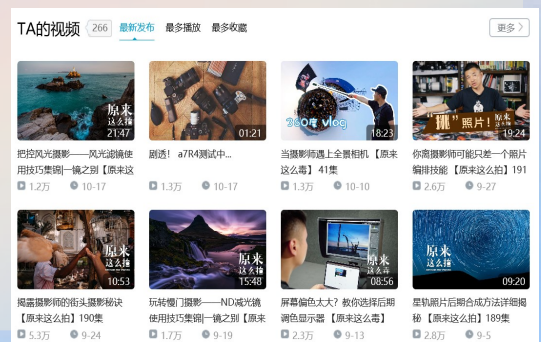 TA的视频 266 最新发布 最多播放 最多收藏 更多
原来
这么拍
21:47
01:21
360度 vlog
18:23
"挑"照片!
原来
这么拍
19:24
把控风光摄影——风光滤镜使
用技巧集锦|一镜之别【原来这
1.2万 10-17
剧透! a7R4测试中...
1.3万 10-17
当摄影师遇上全景相机 【原来
这么毒】 41集
1.3万 10-10
你离摄影师可能只差一个照片
编排技能 【原来这么拍】191
2.6万 9-27
原来
这么拍
10:53
原来
这么拍
15:48
原来
08:56
原来
这么拍
09:20
揭露摄影师的街头摄影秘诀
【原来这么拍】190集
5.3万 9-24
玩转慢门摄影——ND减光镜
使用技巧集锦|一镜之别【原来
1.7万 9-19
屏幕偏色太大? 教你选择后期
调色显示器 【原来这么毒】
2.3万 9-13
星轨照片后期合成方法详细揭
秘 【原来这么拍】189集
2.8万 9-5